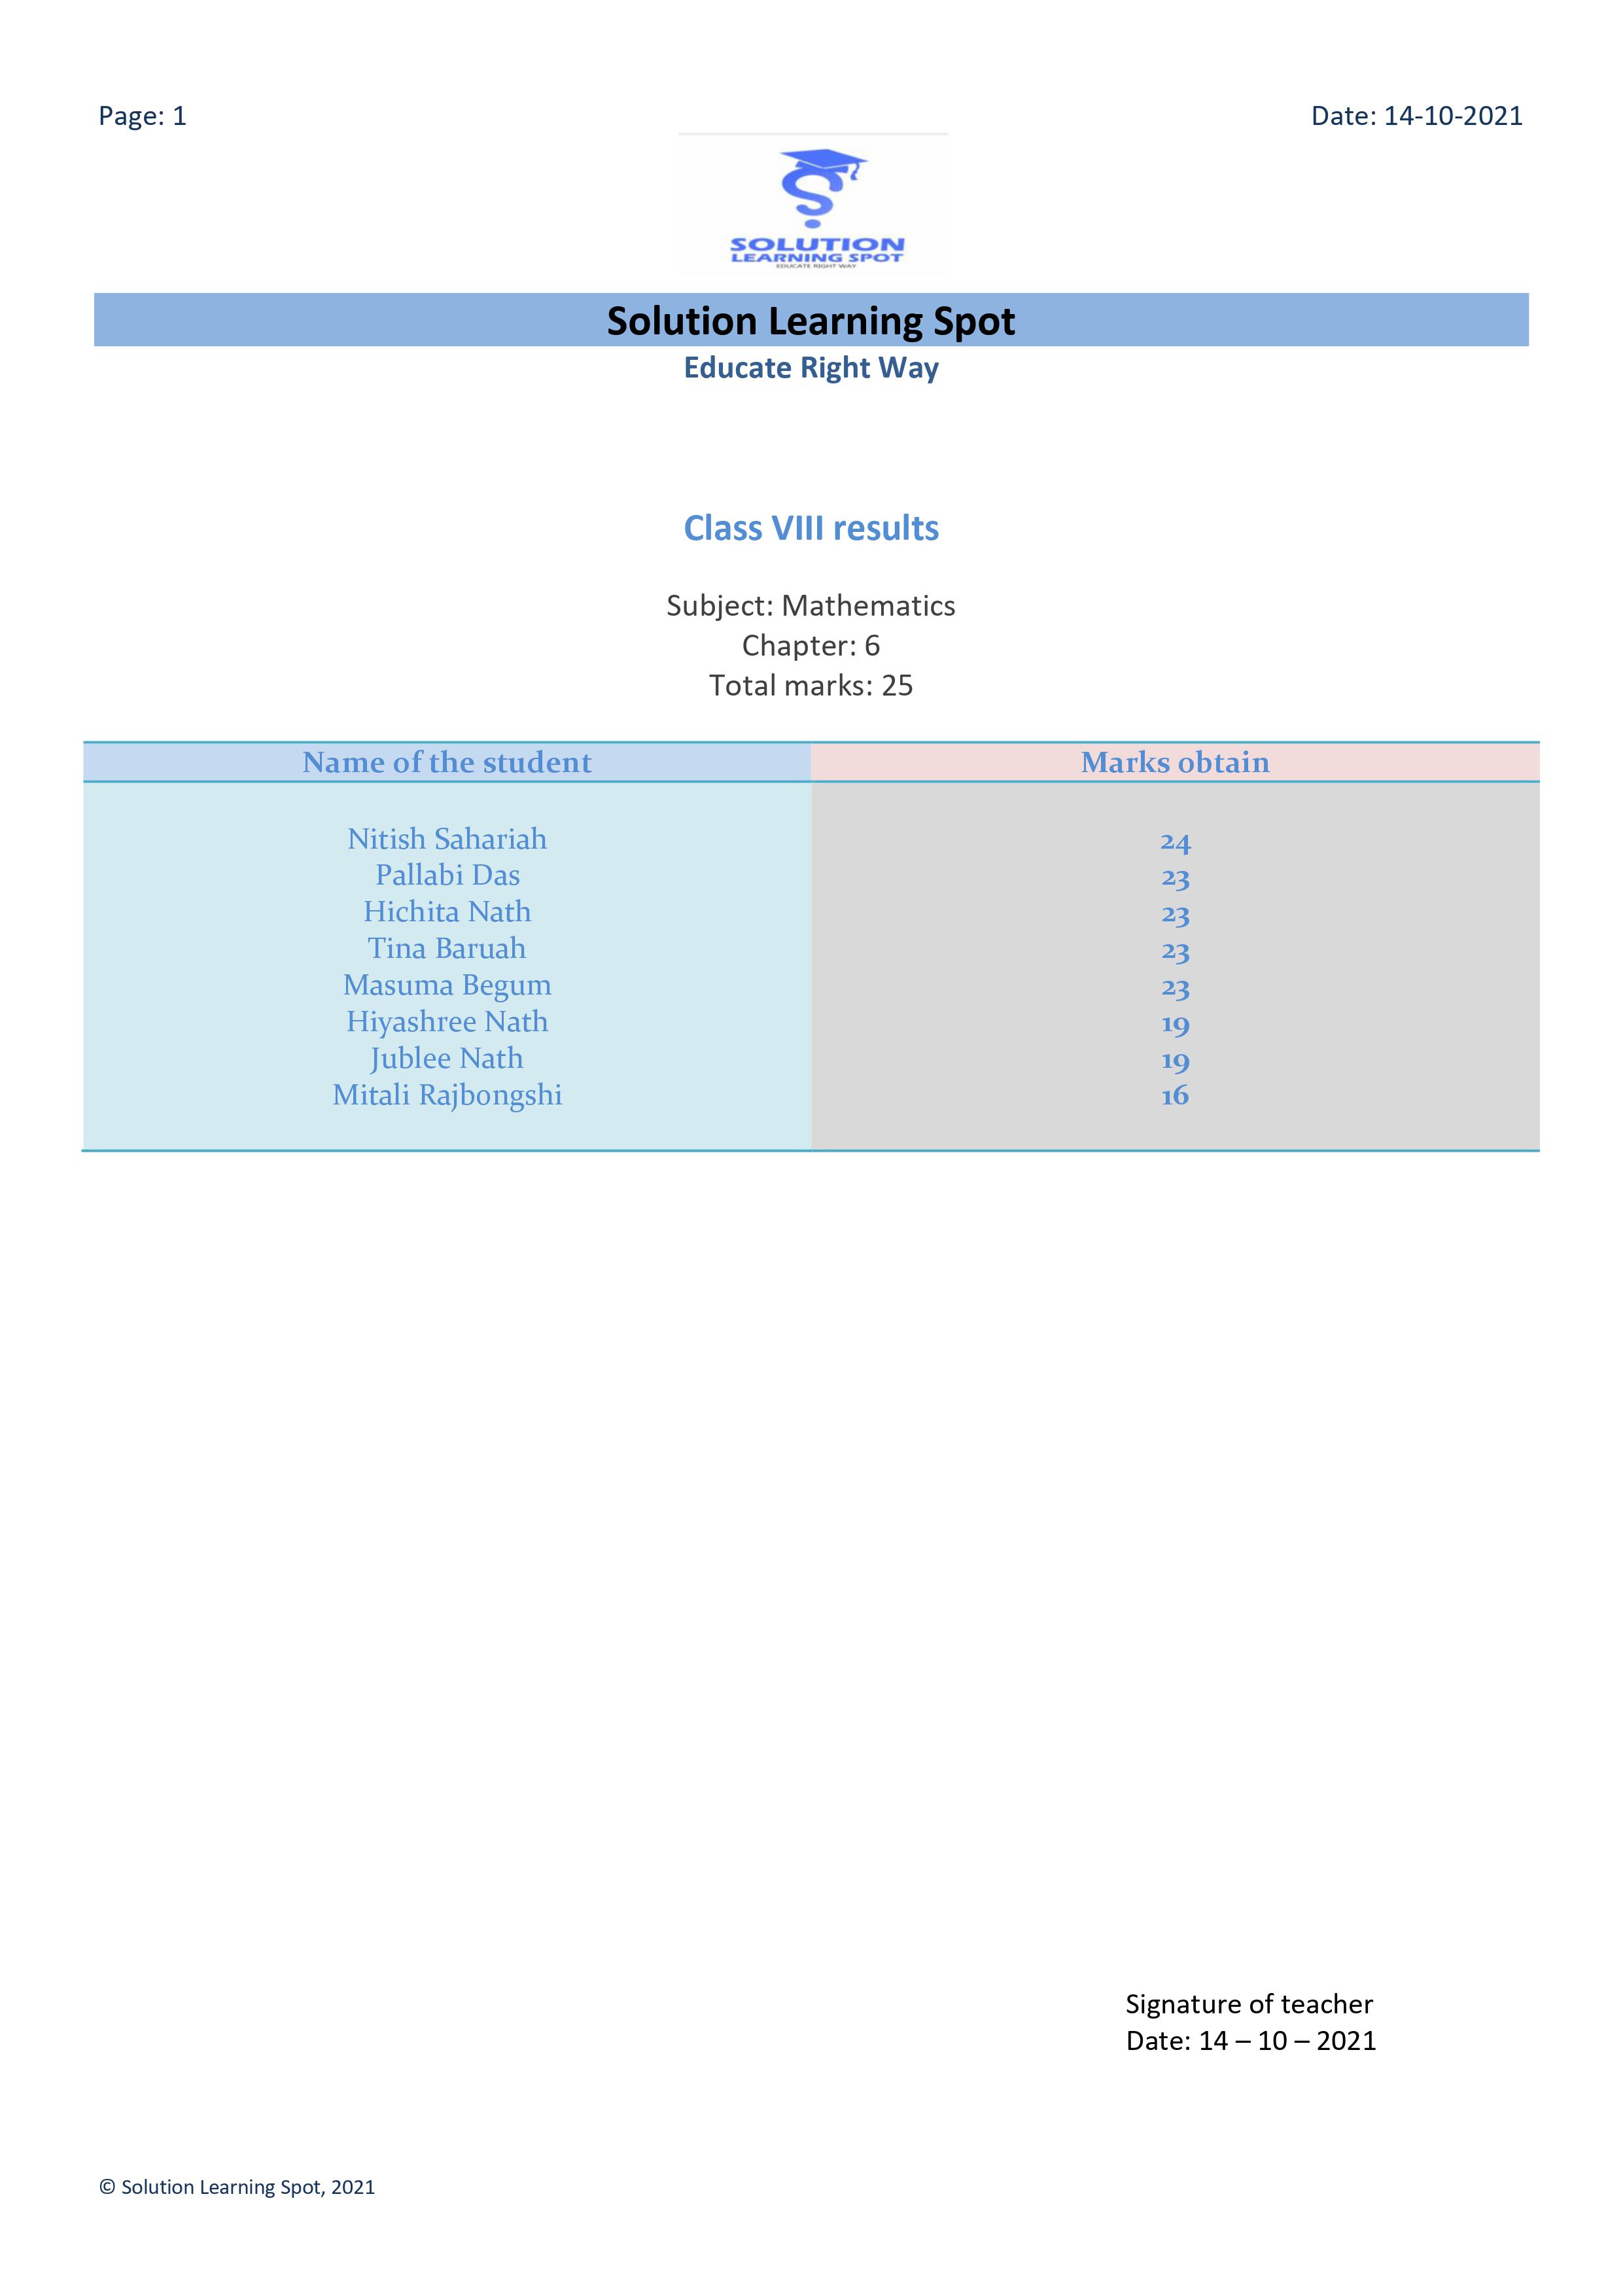 Page: 1
Date: 14-10-2021
SOLUTION
LEARNING SPOT
EDUCATE RIGHT WAY
Solution Learning Spot
Educate Right Way
Class VIII results
Subject: Mathematics
Chapter: 6
Total marks: 25
Name of the student Marks obtain
Nitish Sahariah 24
Pallabi Das 23
Hichita Nath 23
Tina Baruah 23
Masuma Begum 23
Hiyashree Nath 19
Jublee Nath 19
Mitali Rajbongshi 16
Signature of teacher
Date: 14 – 10 – 2021
© Solution Learning Spot, 2021